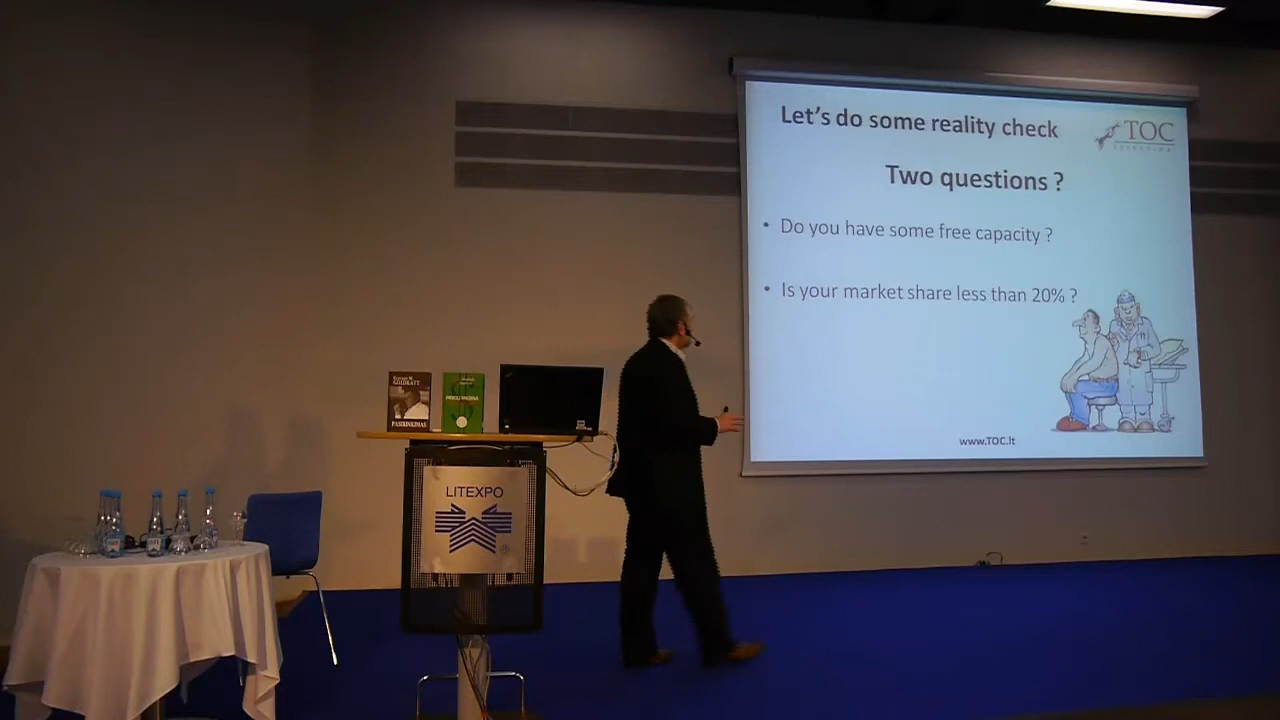 Let's do some reality check
TOC
Two questions ?
• Do you have some free capacity ?
• Is your market share less than 20% ?
www.TOC.lt
GOLDRATT
PASIRINKIMAS
LITEXPO